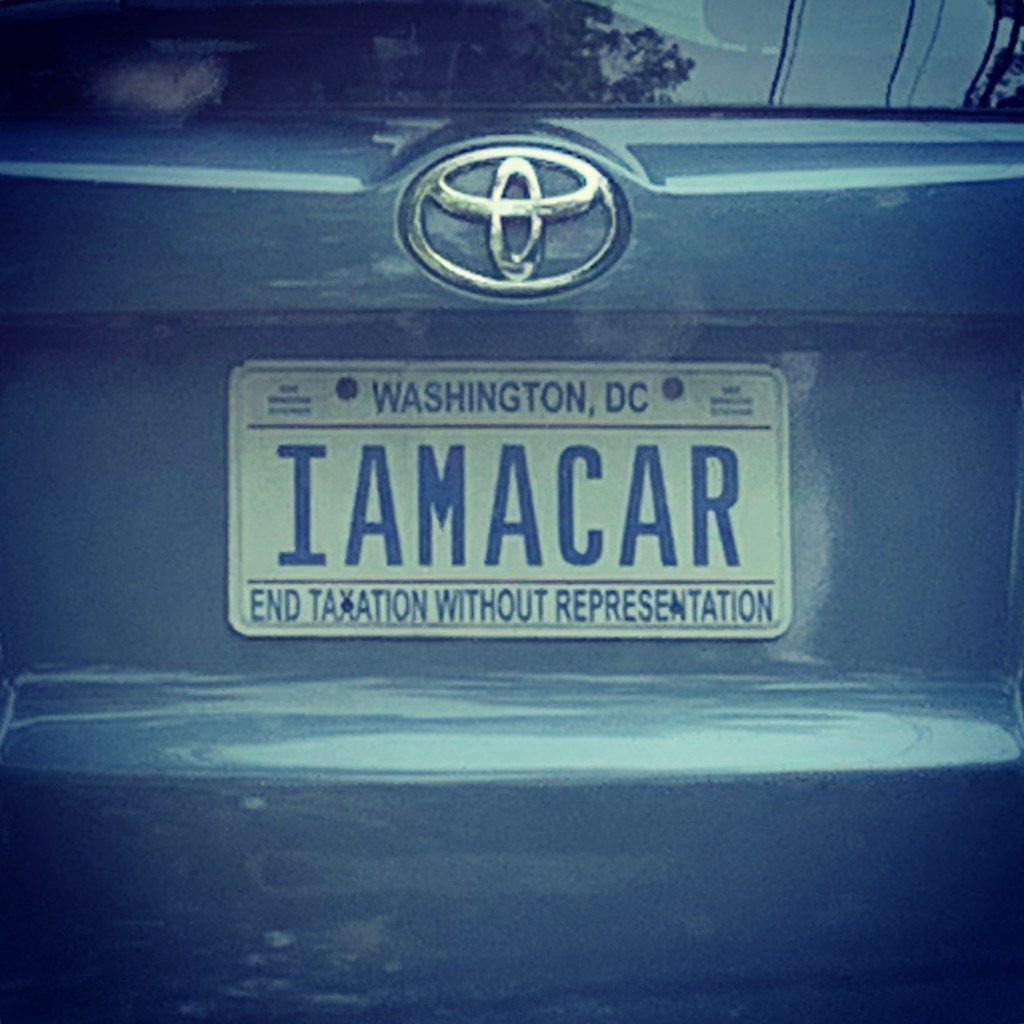 WASHINGTON, DC
IAMACAR
END TAXATION WITHOUT REPRESENTATION